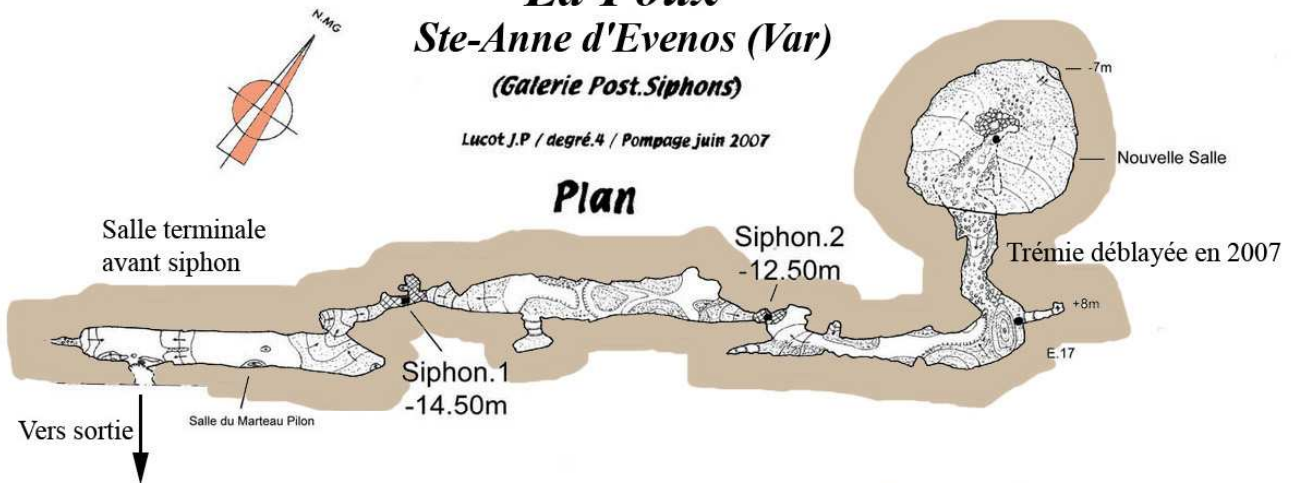 La Foux
Ste-Anne d'Evenos (Var)
(Galerie Post.Siphons)
Lucot J.P / degré.4 / Pompage juin 2007
Plan
N.MG
-7m
Nouvelle Salle
Salle terminale
avant siphon
Siphon.2
-12.50m
Trémie déblayée en 2007
+8m
E.17
Siphon.1
-14.50m
Salle du Marteau Pilon
Vers sortie